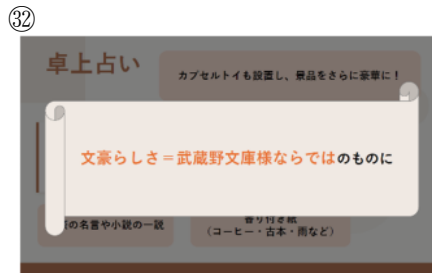 ㉜
卓上占い
カプセルトイも設置し、景品をさらに豪華に！
文豪らしさ＝武蔵野文庫様ならではのものに
の名言や小説の一説
香り付き紙
（コーヒー・古本・雨など）